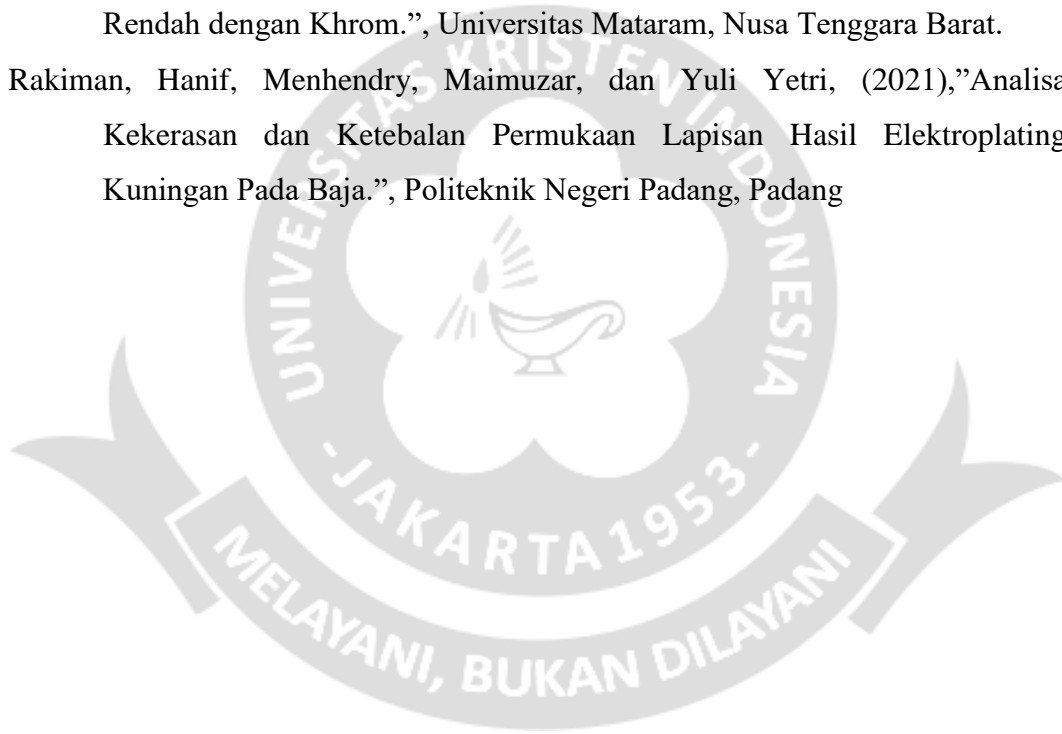 Rendah dengan Khrom.”, Universitas Mataram, Nusa Tenggara Barat.
Rakiman, Hanif, Menhendry, Maimuzar, dan Yuli Yetri, (2021),”Analisa
Kekerasan dan Ketebalan Permukaan Lapisan Hasil Elektroplating
Kuningan Pada Baja.”, Politeknik Negeri Padang, Padang
UNIVERSITAS KRISTEN INDONESIA
- JAKARTA 1953 -
MELAYANI, BUKAN DILAYANI